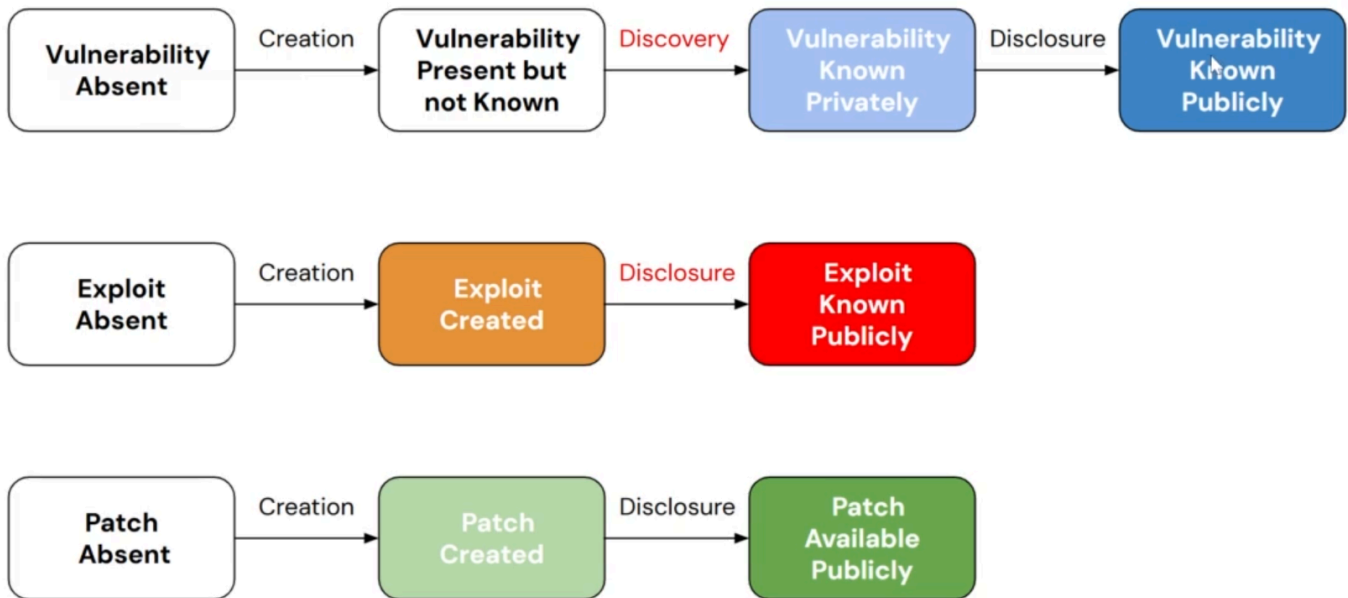 Vulnerability
Absent
Creation
Vulnerability
Present but
not Known
Discovery
Vulnerability
Known
Privately
Disclosure
Vulnerability
Known
Publicly
Exploit
Absent
Creation
Exploit
Created
Disclosure
Exploit
Known
Publicly
Patch
Absent
Creation
Patch
Created
Disclosure
Patch
Available
Publicly